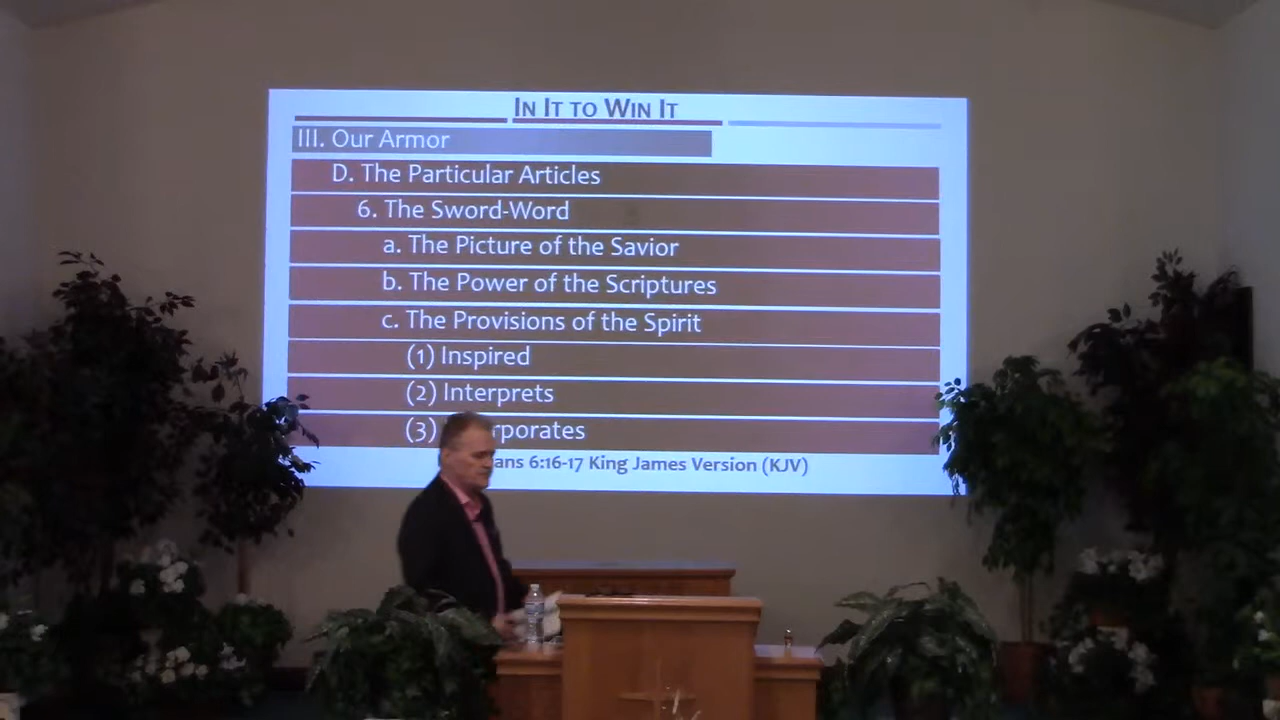 In It to Win It
III. Our Armor
D. The Particular Articles
6. The Sword-Word
a. The Picture of the Savior
b. The Power of the Scriptures
c. The Provisions of the Spirit
(1) Inspired
(2) Interprets
(3)
6:16-17 King James Version (KJV)